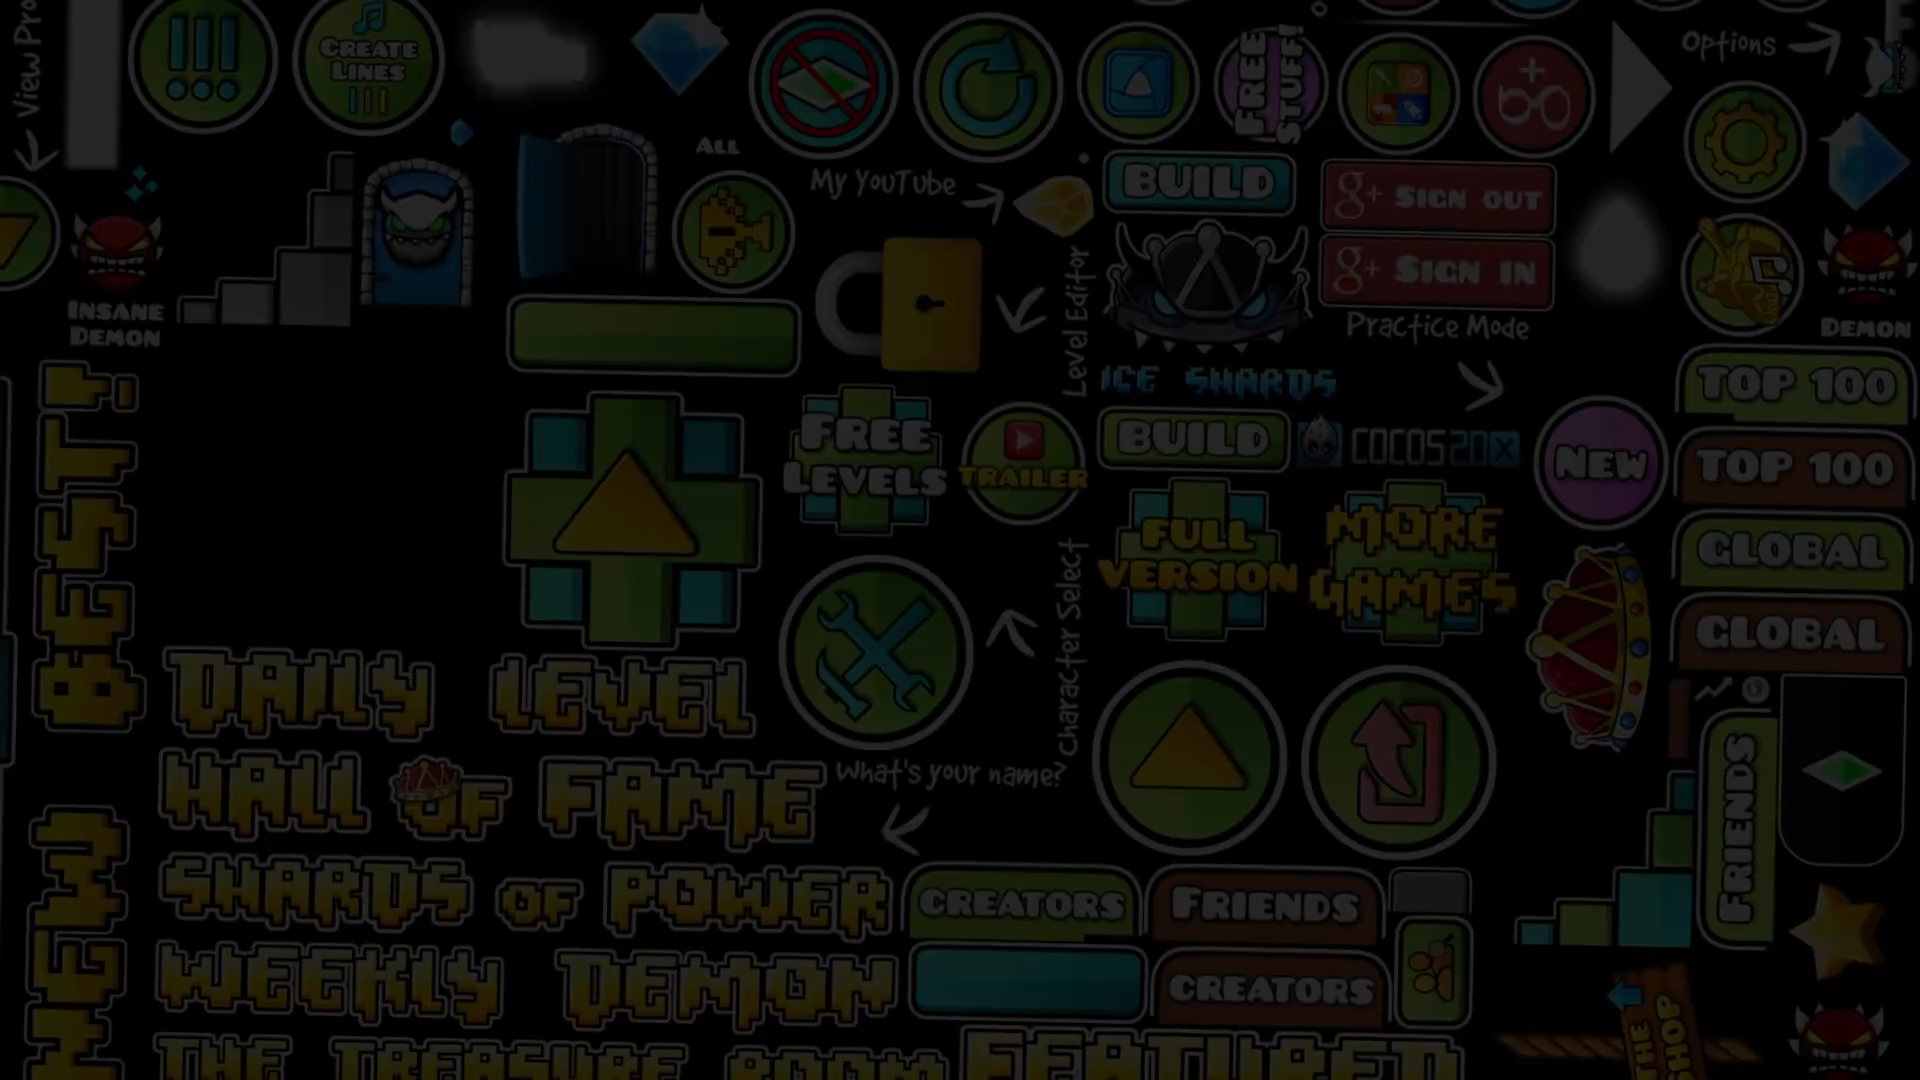 View Pro
CREATE
LINES
FREE
STUFF!
Options
ALL
My YouTube
BUILD
g+ SIGN OUT
g+ SIGN IN
Level Editor
Practice Mode
INSANE
DEMON
DEMON
ICE SHARDS
BEST!
FREE
LEVELS
TRAILER
BUILD
COCOS2DX
NEW
TOP 100
TOP 100
GLOBAL
GLOBAL
FULL
VERSION
MORE
GAMES
Character Select
DAILY LEVEL
What's your name?
HALL OF FAME
FRIENDS
SHARDS OF POWER
CREATORS
FRIENDS
NEW
WEEKLY DEMON
CREATORS
THE SHOP
THE TREASURE ROOM
FEATURED